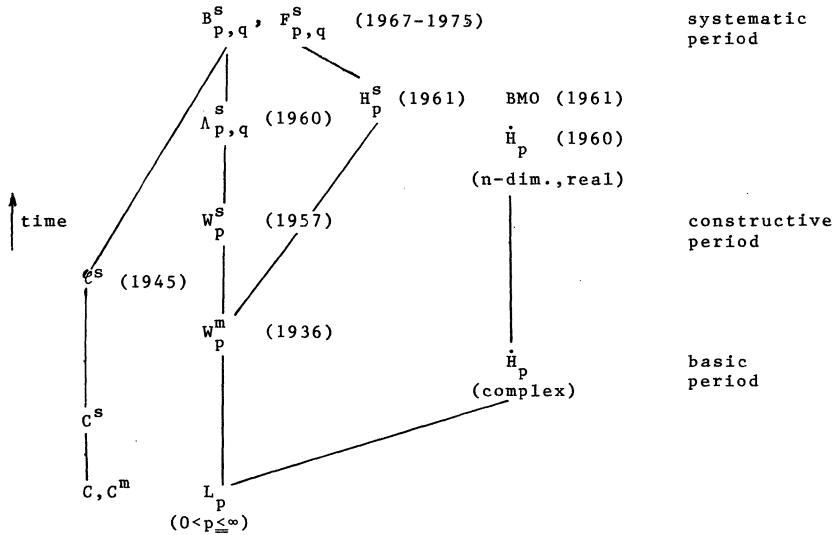 B^s_{p,q}, F^s_{p,q} (1967-1975) systematic period
Λ^s_{p,q} (1960)
H^s_p (1961)
BMO (1961)
Ḣ_p (1960)
(n-dim.,real)
time
W^s_p (1957)
constructive period
𝒞^s (1945)
W^m_p (1936)
Ḣ_p
(complex)
basic period
C^s
C,C^m
L_p
(0<p≦∞)